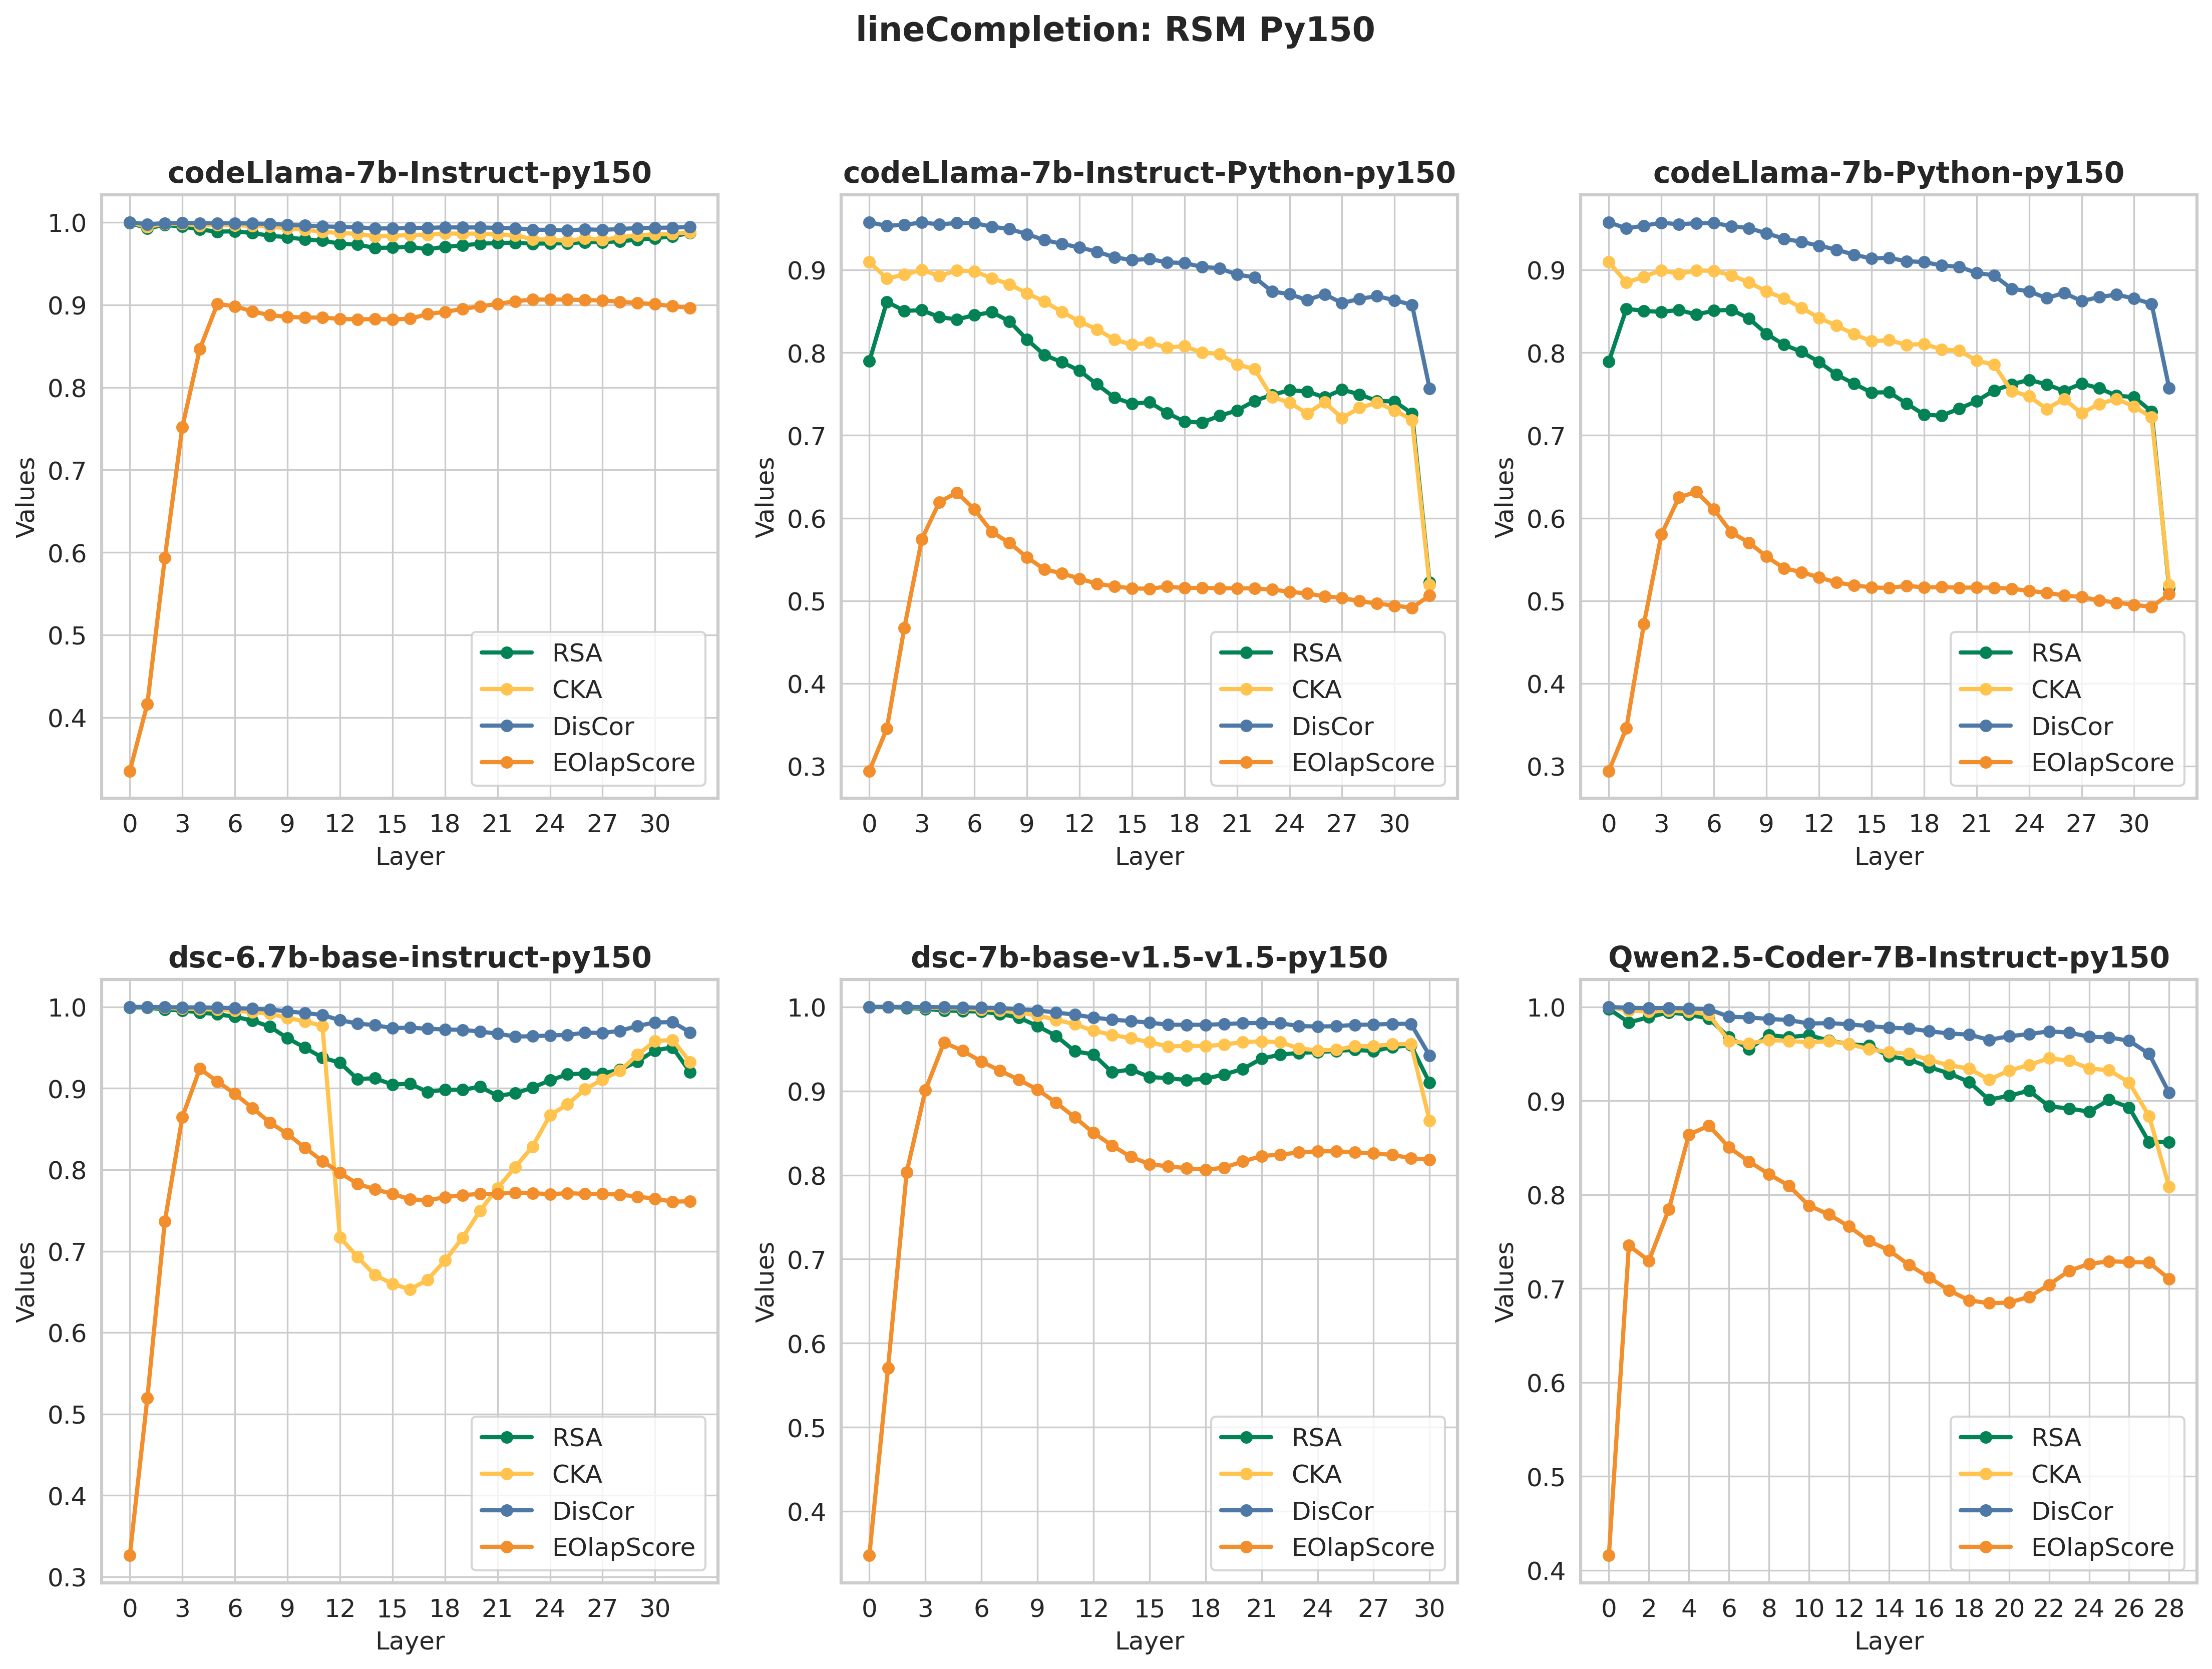 lineCompletion: RSM Py150
codeLlama-7b-Instruct-py150
Values
1.0
0.9
0.8
0.7
0.6
0.5
0.4
RSA
CKA
DisCor
EOlapScore
0 3 6 9 12 15 18 21 24 27 30
Layer
codeLlama-7b-Instruct-Python-py150
Values
0.9
0.8
0.7
0.6
0.5
0.4
0.3
RSA
CKA
DisCor
EOlapScore
0 3 6 9 12 15 18 21 24 27 30
Layer
codeLlama-7b-Python-py150
Values
0.9
0.8
0.7
0.6
0.5
0.4
0.3
RSA
CKA
DisCor
EOlapScore
0 3 6 9 12 15 18 21 24 27 30
Layer
dsc-6.7b-base-instruct-py150
Values
1.0
0.9
0.8
0.7
0.6
0.5
0.4
0.3
RSA
CKA
DisCor
EOlapScore
0 3 6 9 12 15 18 21 24 27 30
Layer
dsc-7b-base-v1.5-v1.5-py150
Values
1.0
0.9
0.8
0.7
0.6
0.5
0.4
RSA
CKA
DisCor
EOlapScore
0 3 6 9 12 15 18 21 24 27 30
Layer
Qwen2.5-Coder-7B-Instruct-py150
Values
1.0
0.9
0.8
0.7
0.6
0.5
0.4
RSA
CKA
DisCor
EOlapScore
0 2 4 6 8 10 12 14 16 18 20 22 24 26 28
Layer